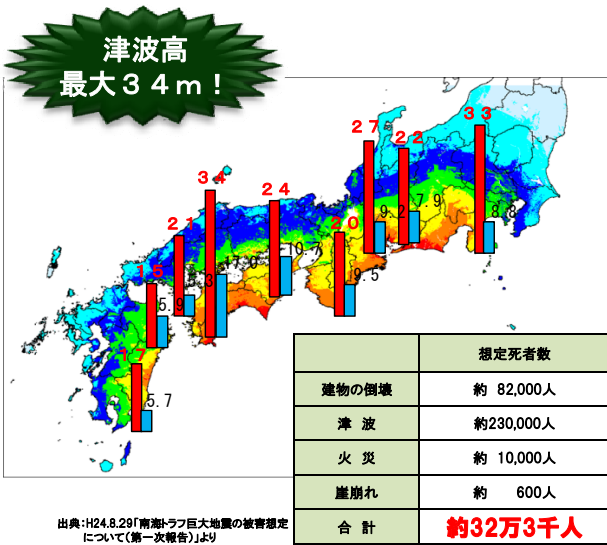 津波高
最大３４ｍ！
３３
２７
２２
３４
２４
２１
２０
１５
9.2
7.9
8.8
10.7
17.0
5.3
5.9
9.5
5.7
想定死者数
建物の倒壊 約 82,000人
津 波 約230,000人
火 災 約 10,000人
崖崩れ 約 600人
合 計 約32万3千人
出典：H24.8.29「南海トラフ巨大地震の被害想定
について（第一次報告）」より